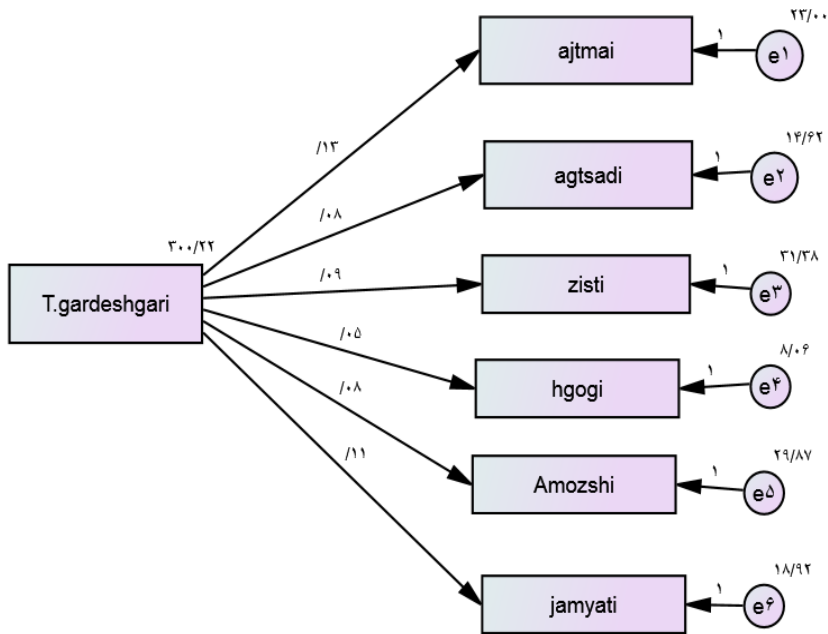 ۲۳/۰۰
۱
ajtmai
e۱
/۱۳
۱۴/۶۲
۱
agtsadi
e۲
/۰۸
۳۰۰/۲۲
T.gardeshgari
۳۱/۳۸
۱
zisti
e۳
/۰۹
۸/۰۶
۱
hgogi
e۴
/۰۵
۲۹/۸۷
۱
Amozshi
e۵
/۰۸
۱۸/۹۲
۱
jamyati
e۶
/۱۱